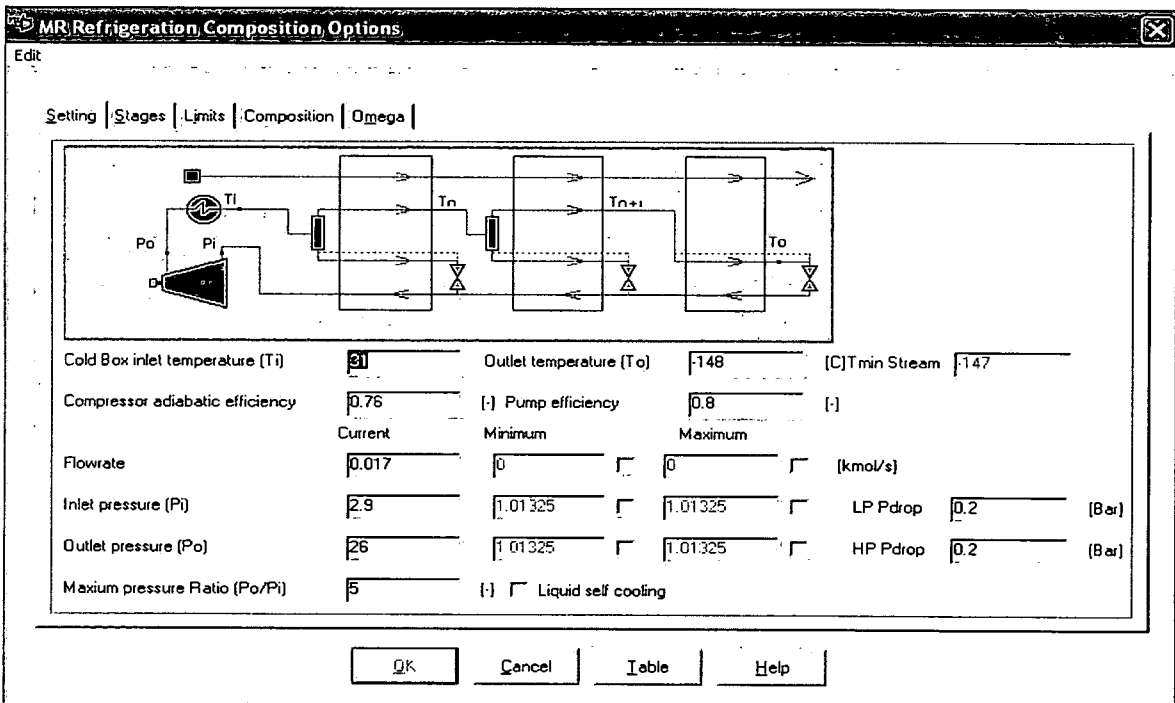 MR Refrigeration Composition Options
Edit
Setting Stages Limits Composition Omega
Ti Tn Tn+1 To
Po Pi
Cold Box inlet temperature (Ti) 31 Outlet temperature (To) -148 [C] Tmin Stream -147
Compressor adiabatic efficiency 0.76 [-] Pump efficiency 0.8 [-]
Current Minimum Maximum
Flowrate 0.017 0 0 [kmol/s]
Inlet pressure (Pi) 2.9 1.01325 1.01325 LP Pdrop 0.2 [Bar]
Outlet pressure (Po) 26 1.01325 1.01325 HP Pdrop 0.2 [Bar]
Maxium pressure Ratio (Po/Pi) 5 [-] Liquid self cooling
OK Cancel Table Help